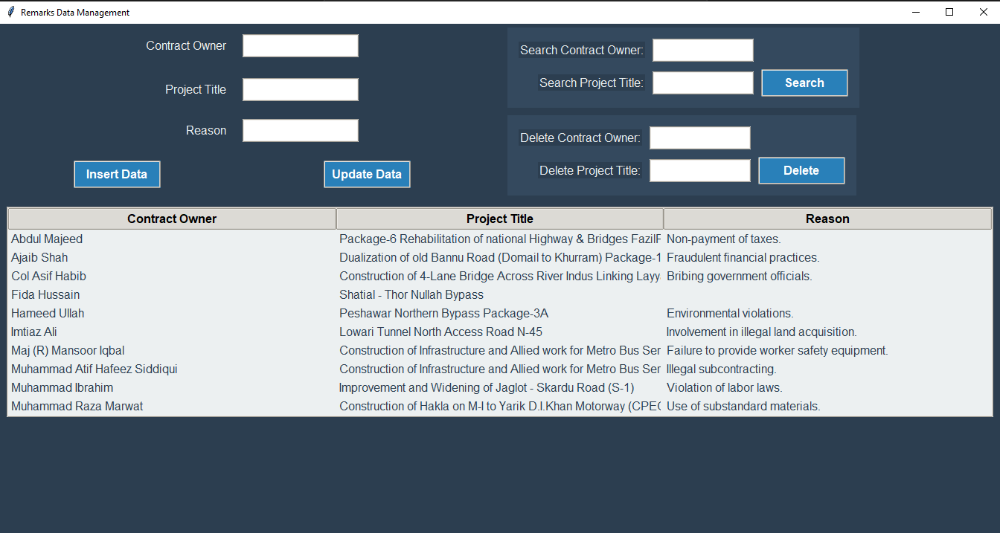 Remarks Data Management
Contract Owner
Project Title
Reason
Insert Data Update Data
Search Contract Owner:
Search Project Title: Search
Delete Contract Owner:
Delete Project Title: Delete
Contract Owner Project Title Reason
Abdul Majeed Package-6 Rehabilitation of national Highway & Bridges Non-payment of taxes.
Ajaib Shah Dualization of old Bannu Road (Domail to Khurram) Package-1 Fraudulent financial practices.
Col Asif Habib Construction of 4-Lane Bridge Across River Indus Linking Layy Bribing government officials.
Fida Hussain Shatial - Thor Nullah Bypass
Hameed Ullah Peshawar Northern Bypass Package-3A Environmental violations.
Imtiaz Ali Lowari Tunnel North Access Road N-45 Involvement in illegal land acquisition.
Maj (R) Mansoor Iqbal Construction of Infrastructure and Allied work for Metro Bus Ser Failure to provide worker safety equipment.
Muhammad Atif Hafeez Siddiqui Construction of Infrastructure and Allied work for Metro Bus Ser Illegal subcontracting.
Muhammad Ibrahim Improvement and Widening of Jaglot - Skardu Road (S-1) Violation of labor laws.
Muhammad Raza Marwat Construction of Hakla on M-I to Yarik D.I.Khan Motorway (CPEC Use of substandard materials.